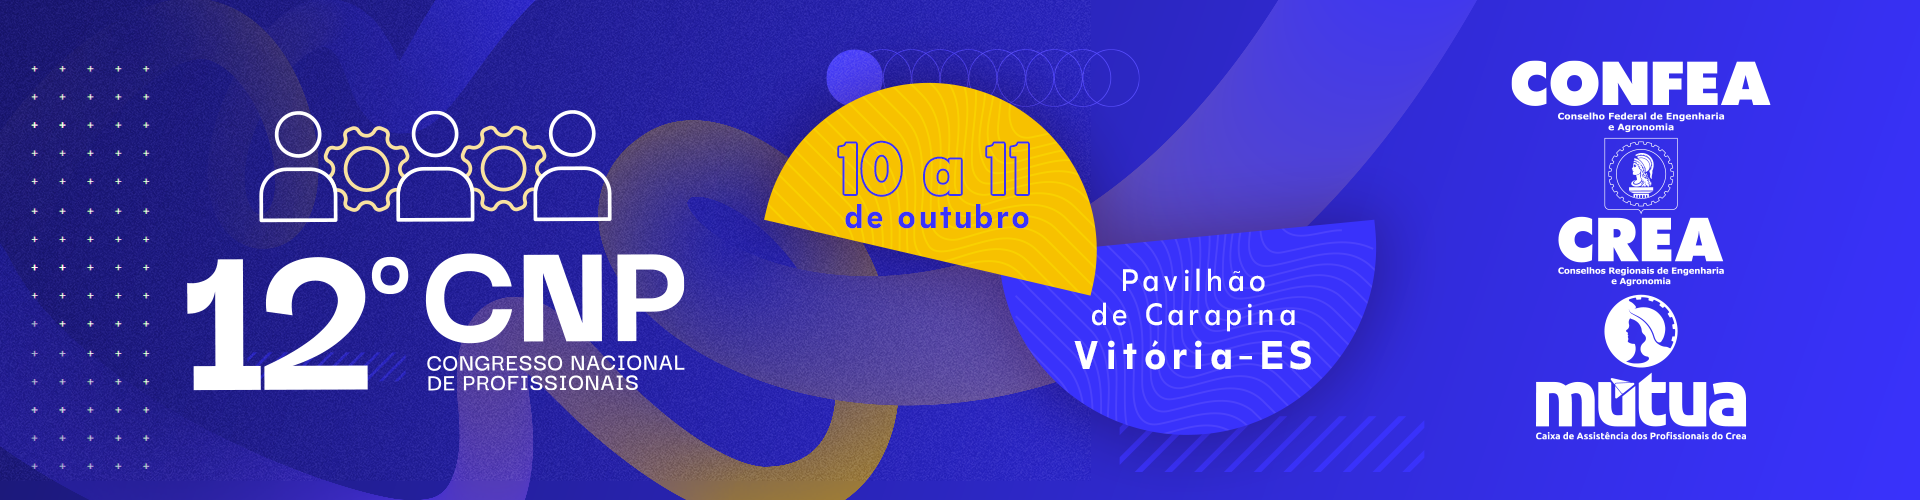 12º CNP
CONGRESSO NACIONAL
DE PROFISSIONAIS
10 a 11
de outubro
Pavilhão
de Carapina
Vitória-ES
CONFEA
Conselho Federal de Engenharia
e Agronomia
CREA
Conselhos Regionais de Engenharia
e Agronomia
mútua
Caixa de Assistência dos Profissionais do Crea